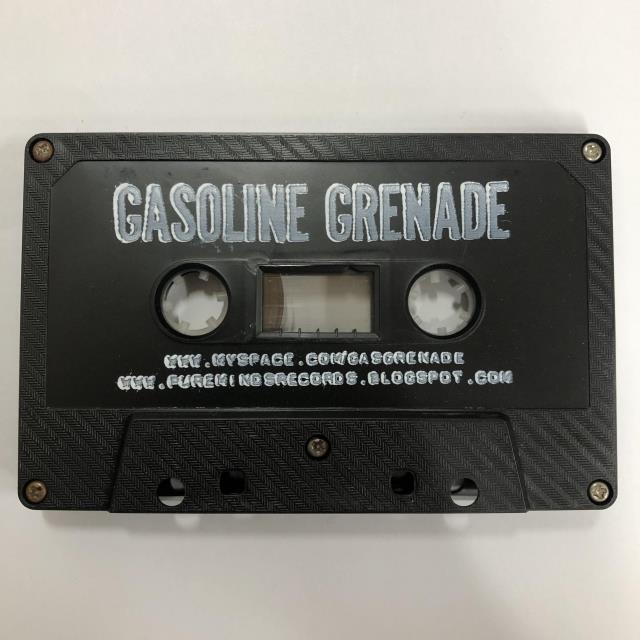 GASOLINE GRENADE
WWW.MYSPACE.COM/GASGRENADE
WWW.PUREMINDSRECORDS.BLOGSPOT.COM